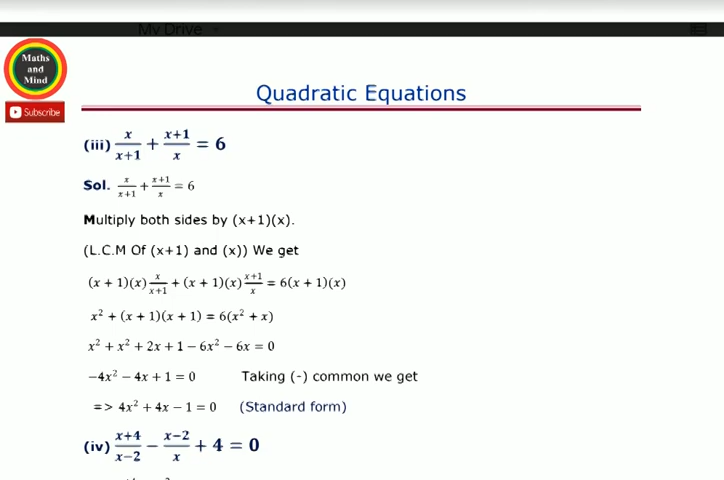 My Drive
Maths
and
Mind
Subscribe
Quadratic Equations
(iii) x/(x+1) + (x+1)/x = 6
Sol. x/(x+1) + (x+1)/x = 6
Multiply both sides by (x+1)(x).
(L.C.M Of (x+1) and (x)) We get
(x + 1)(x) x/(x+1) + (x + 1)(x) (x+1)/x = 6(x + 1)(x)
x² + (x + 1)(x + 1) = 6(x² + x)
x² + x² + 2x + 1 − 6x² − 6x = 0
−4x² − 4x + 1 = 0 Taking (-) common we get
=> 4x² + 4x − 1 = 0 (Standard form)
(iv) (x+4)/(x−2) − (x−2)/x + 4 = 0